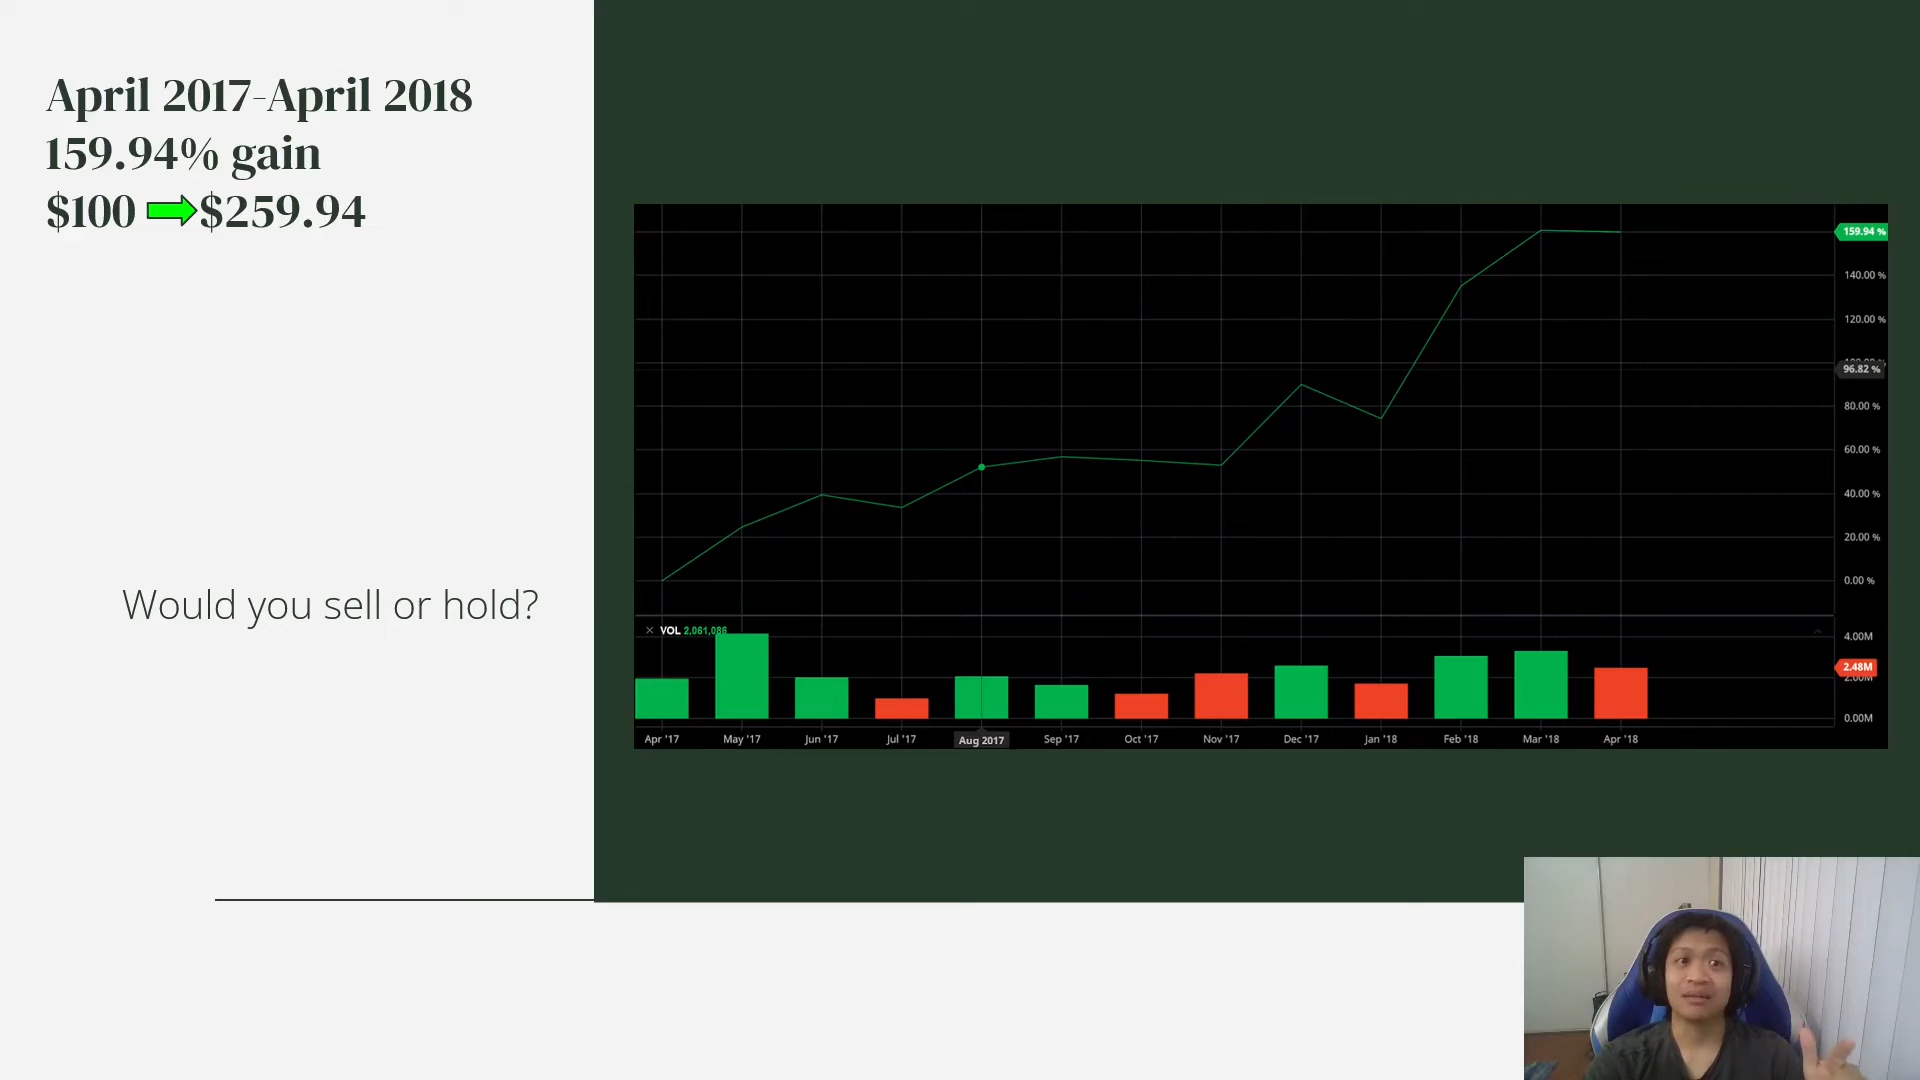 April 2017-April 2018
159.94% gain
$100 $259.94
Would you sell or hold?
159.94 %
140.00 %
120.00 %
96.82 %
80.00 %
60.00 %
40.00 %
20.00 %
0.00 %
VOL 2,061,086
4.00M
2.48M
2.00M
0.00M
Apr '17 May '17 Jun '17 Jul '17 Aug 2017 Sep '17 Oct '17 Nov '17 Dec '17 Jan '18 Feb '18 Mar '18 Apr '18